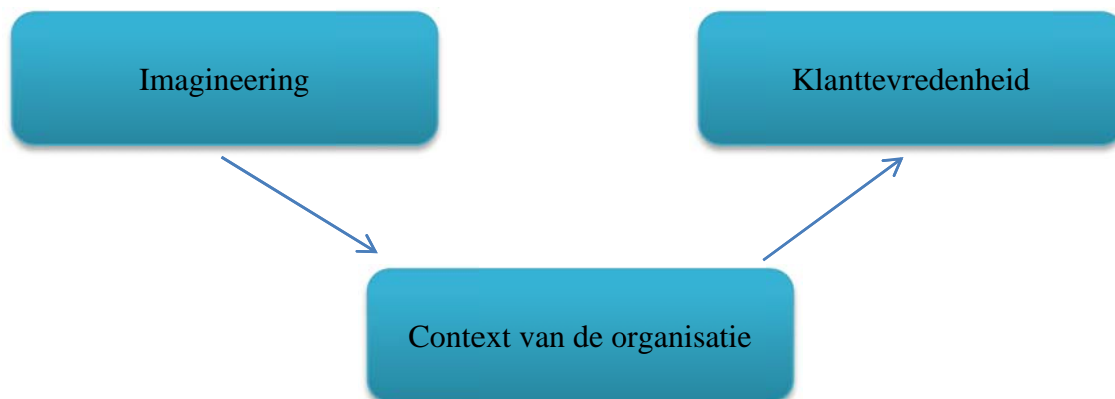 Imagineering
Klanttevredenheid
Context van de organisatie